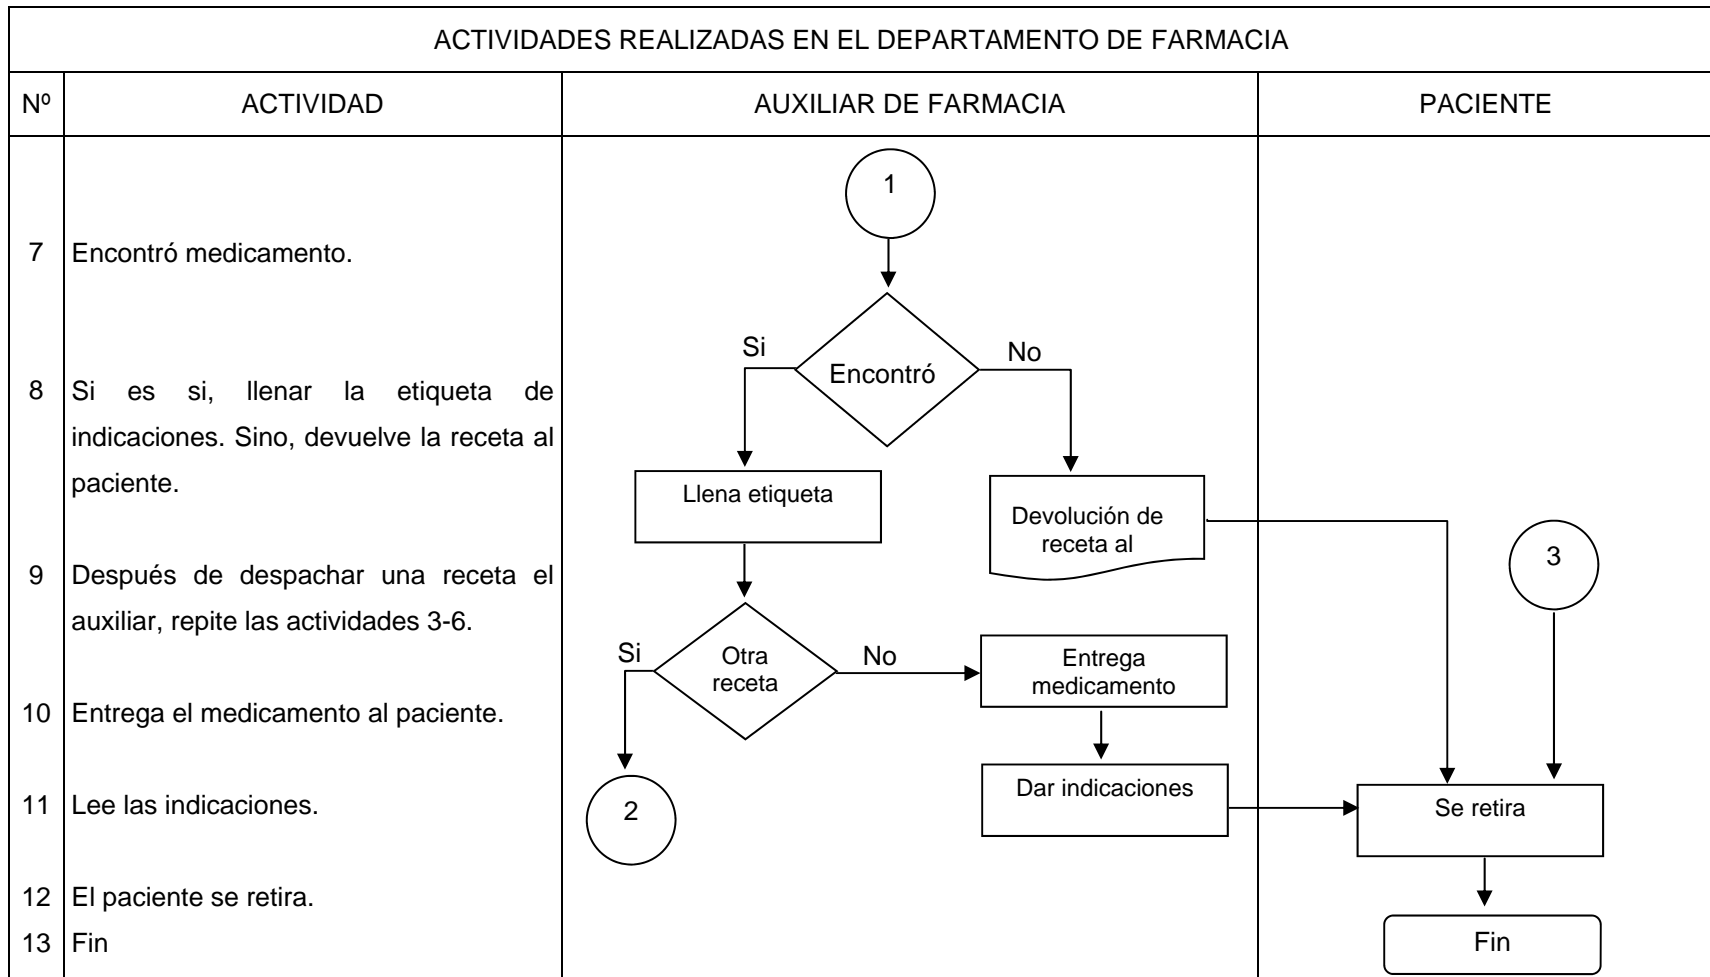 ACTIVIDADES REALIZADAS EN EL DEPARTAMENTO DE FARMACIA
Nº
ACTIVIDAD
AUXILIAR DE FARMACIA
PACIENTE
7
Encontró medicamento.
8
Si es si, llenar la etiqueta de
indicaciones. Sino, devuelve la receta al
paciente.
9
Después de despachar una receta el
auxiliar, repite las actividades 3-6.
10
Entrega el medicamento al paciente.
11
Lee las indicaciones.
12
El paciente se retira.
13
Fin
1
Encontró
Si
No
Llena etiqueta
Devolución de
receta al
Otra
receta
Si
No
Entrega
medicamento
2
Dar indicaciones
3
Se retira
Fin